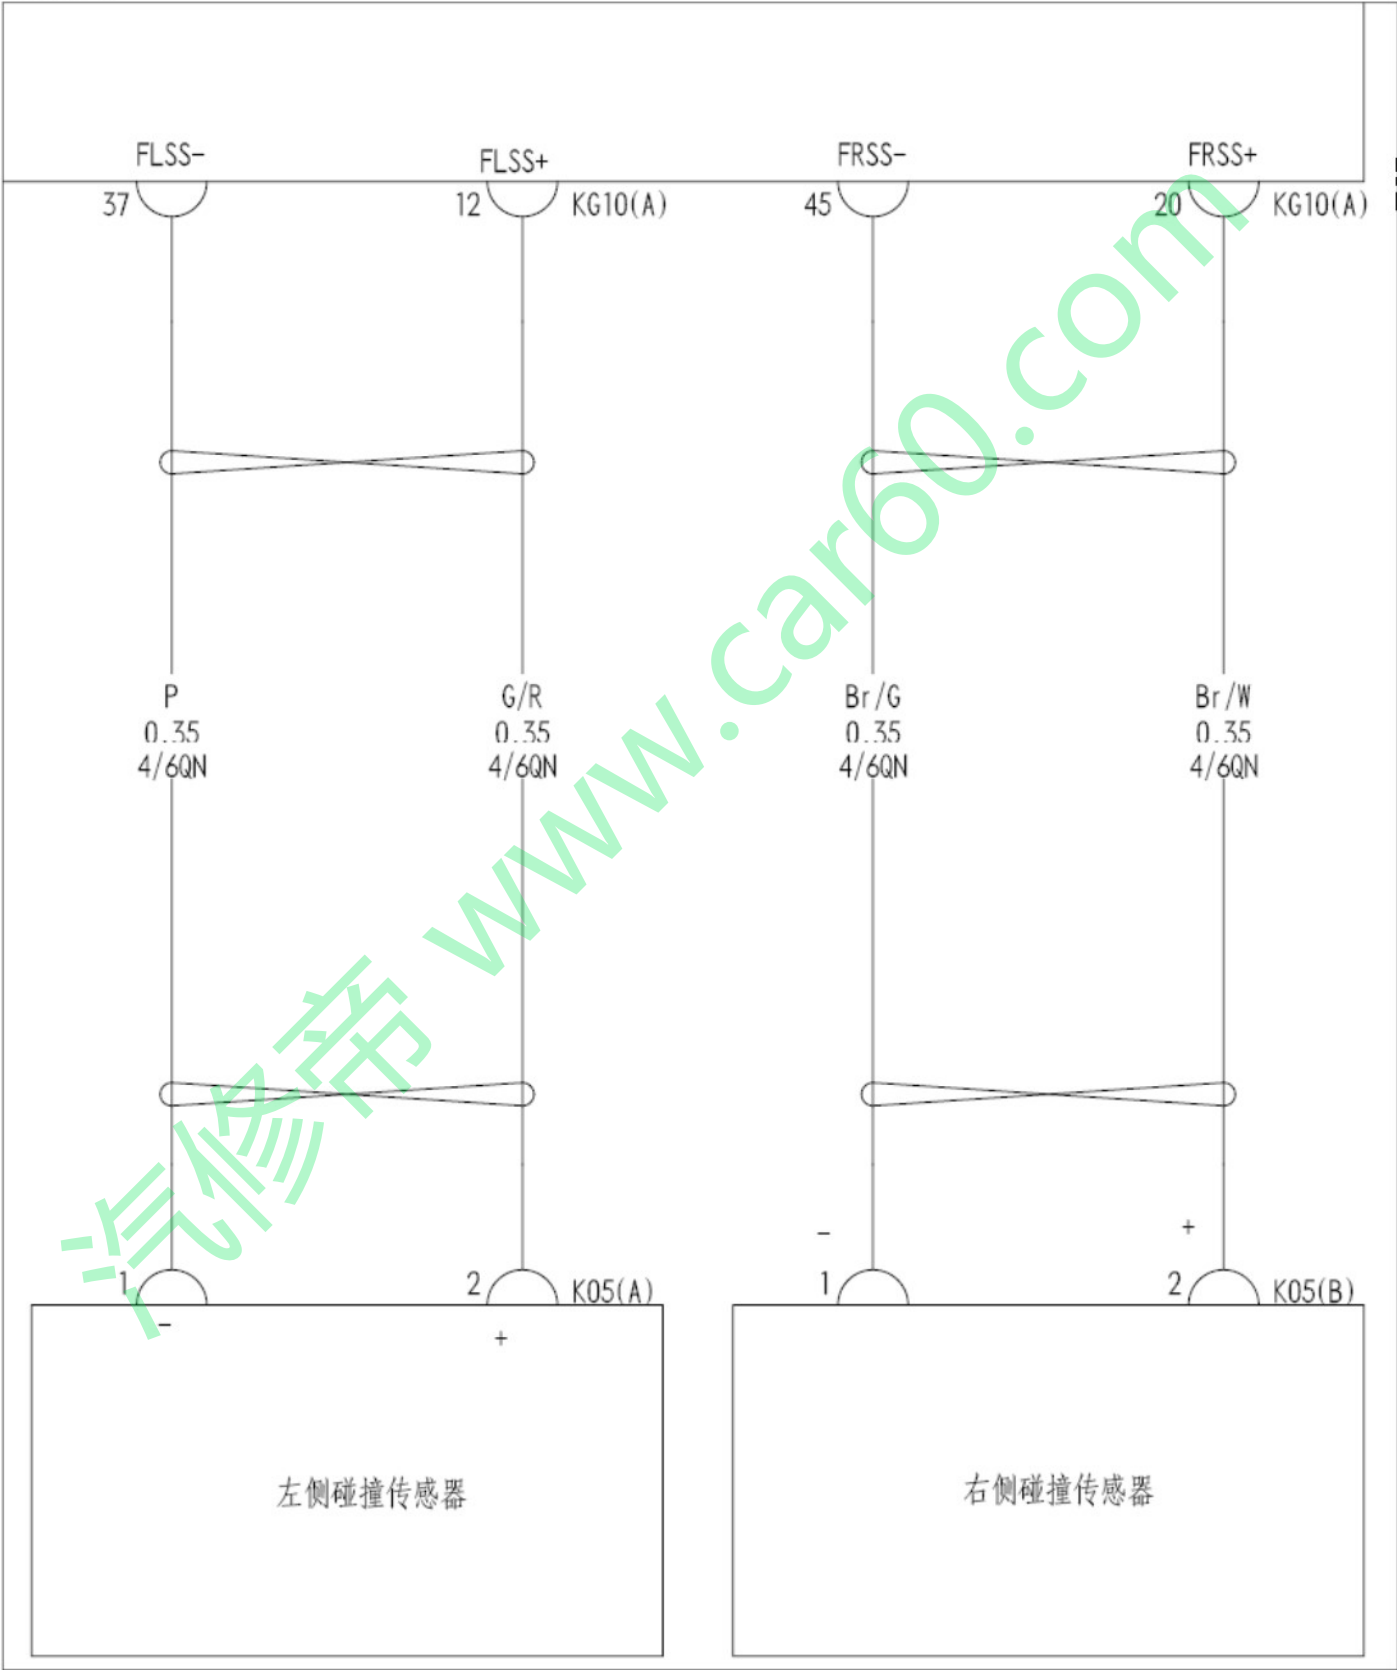 FLSS- FLSS+ FRSS- FRSS+
37 12 KG10(A) 45 20 KG10(A)
P G/R Br/G Br/W
0.35 0.35 0.35 0.35
4/6QN 4/6QN 4/6QN 4/6QN
- +
1 2 K05(A) 1 2 K05(B)
- +
左侧碰撞传感器 右侧碰撞传感器
汽修帝 www.car60.com